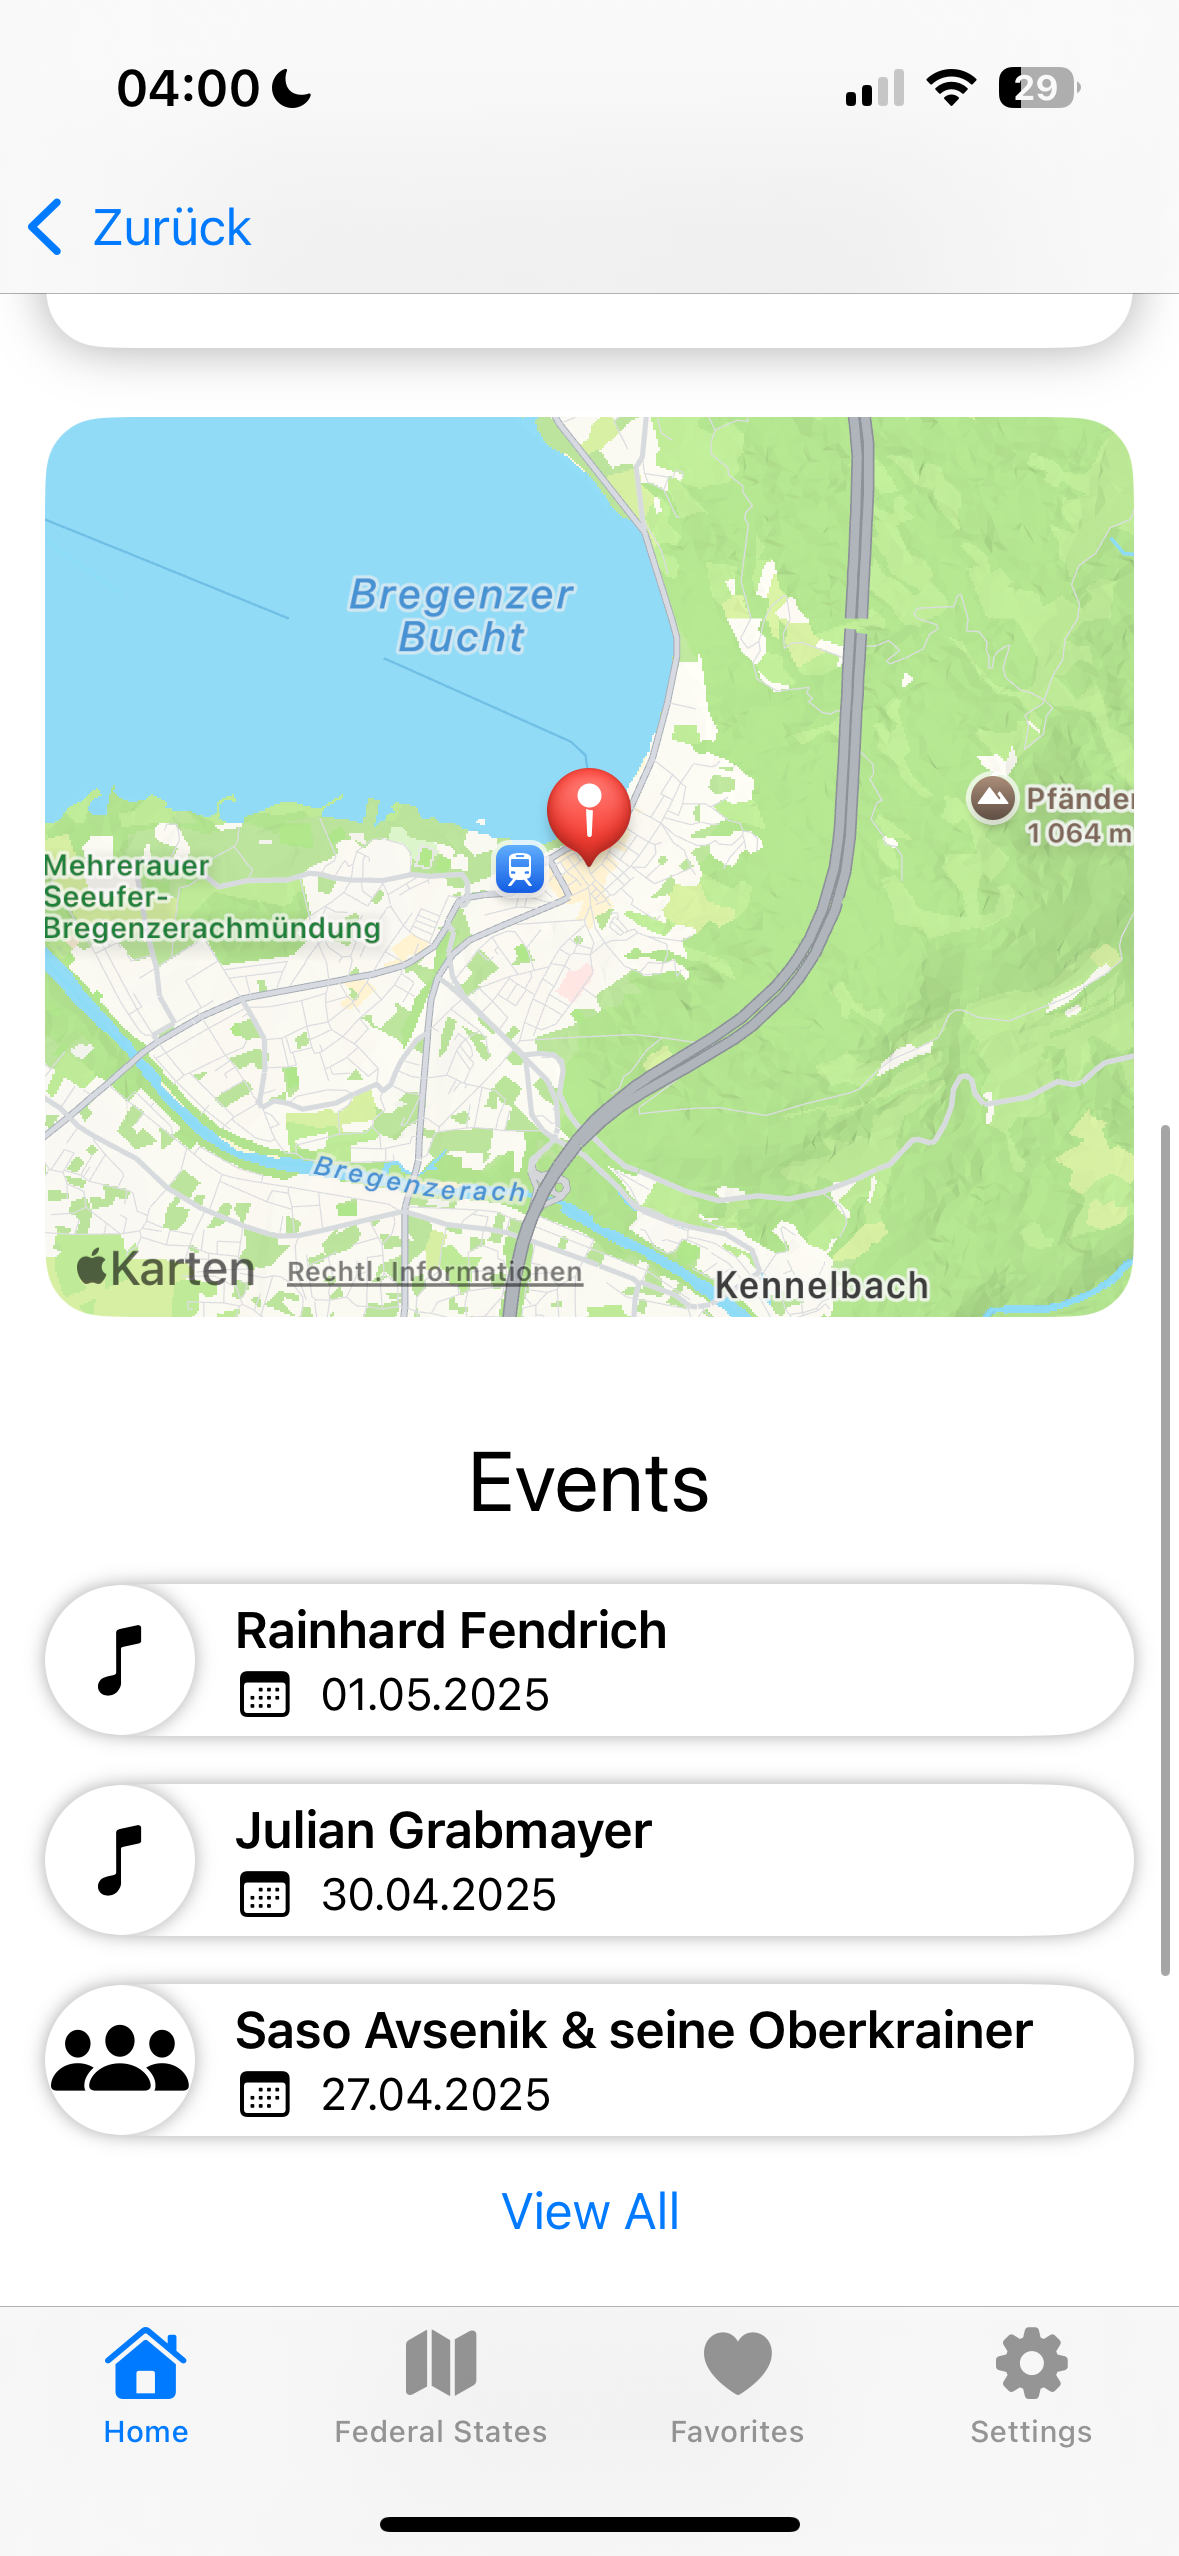 04:00
29
Zurück
Bregenzer
Bucht
Pfänder
1 064 m
Mehrerauer
Seeufer-
Bregenzerachmündung
Bregenzerach
Karten
Rechtl. Informationen
Kennelbach
Events
Rainhard Fendrich
01.05.2025
Julian Grabmayer
30.04.2025
Saso Avsenik & seine Oberkrainer
27.04.2025
View All
Home
Federal States
Favorites
Settings